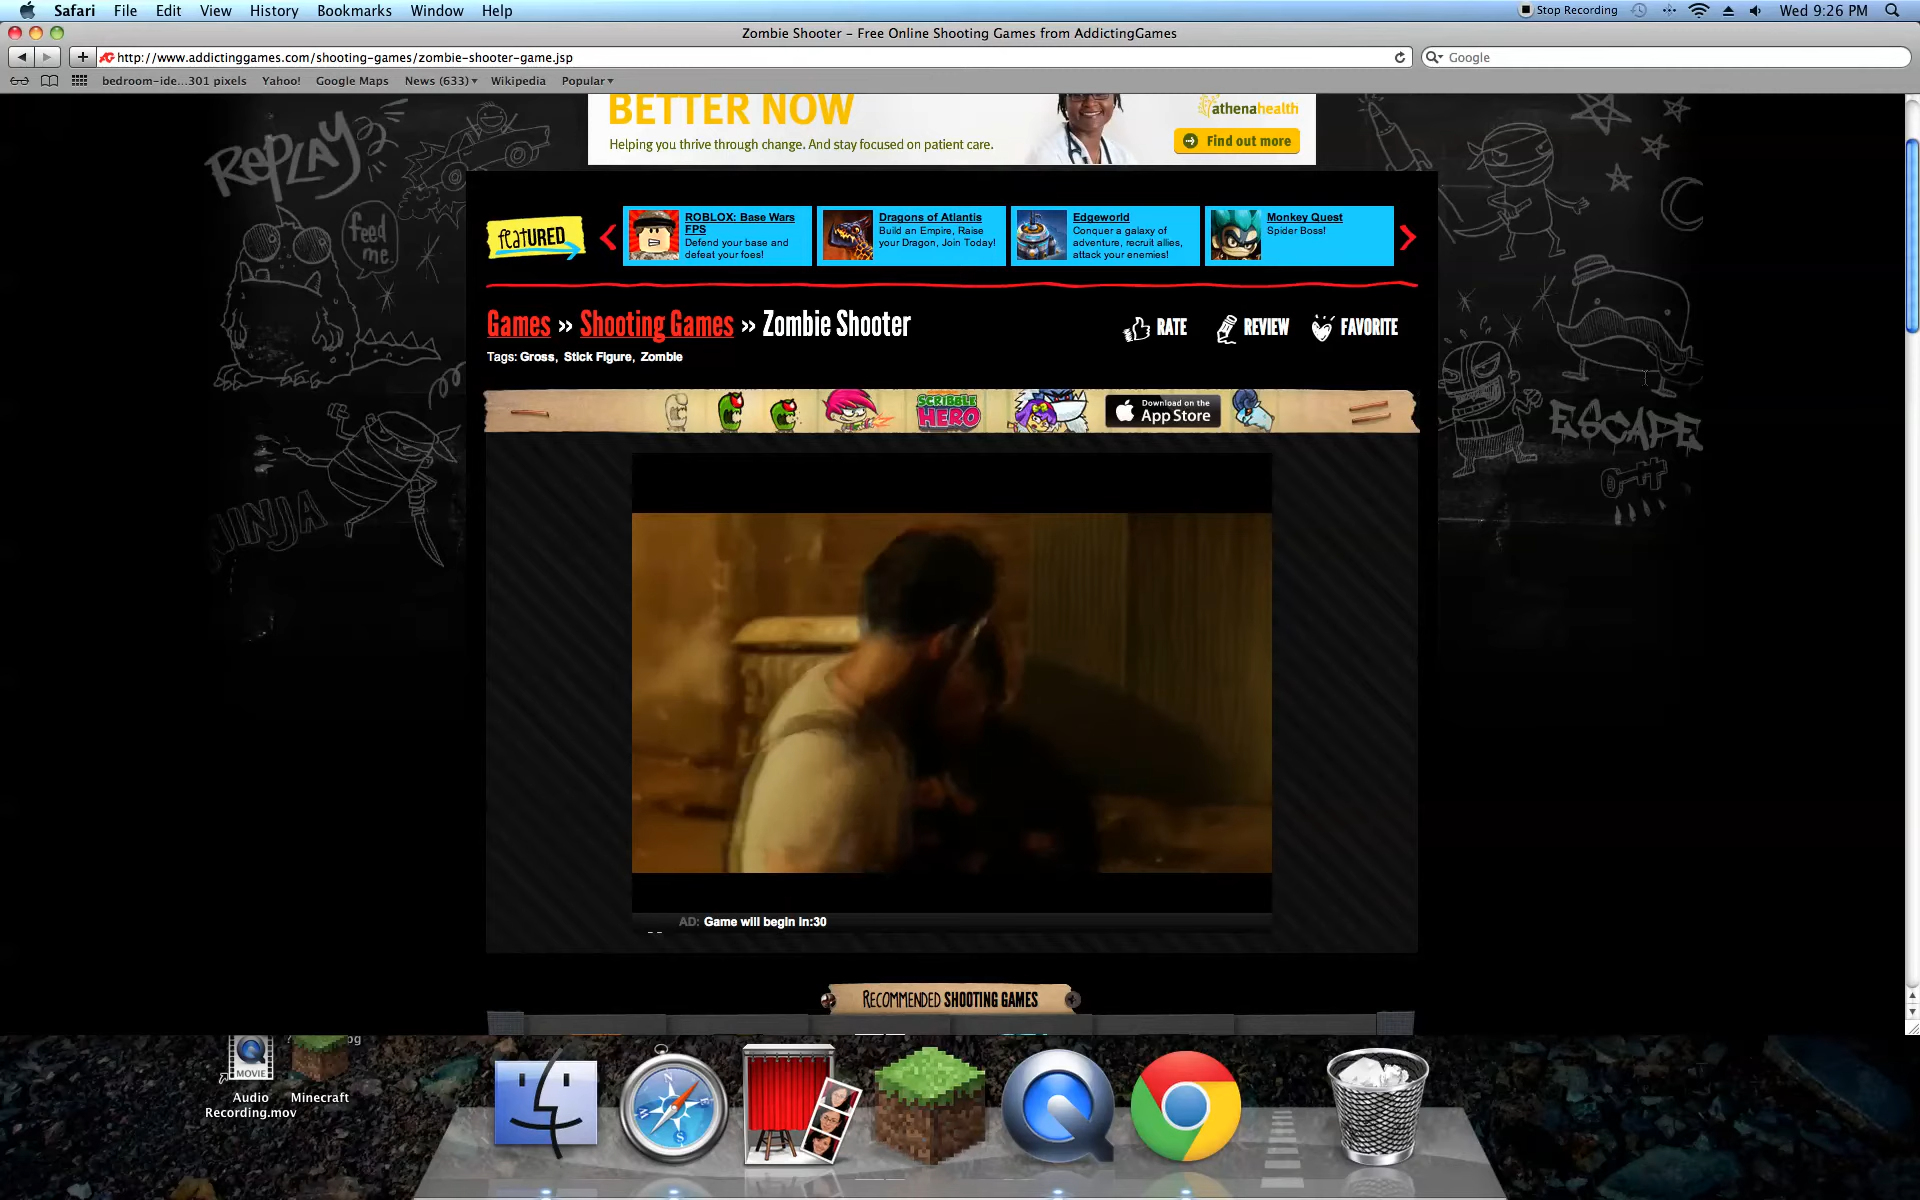 Safari File Edit View History Bookmarks Window Help Stop Recording Wed 9:26 PM
Zombie Shooter – Free Online Shooting Games from AddictingGames
http://www.addictinggames.com/shooting-games/zombie-shooter-game.jsp
Google
bedroom-ide...301 pixels Yahoo! Google Maps News (633) Wikipedia Popular
BETTER NOW
Helping you thrive through change. And stay focused on patient care.
athenahealth
Find out more
REPLAY
feed me.
NINJA
ESCAPE
featURED
ROBLOX: Base Wars FPS
Defend your base and
defeat your foes!
Dragons of Atlantis
Build an Empire, Raise
your Dragon, Join Today!
Edgeworld
Conquer a galaxy of
adventure, recruit allies,
attack your enemies!
Monkey Quest
Spider Boss!
Games » Shooting Games » Zombie Shooter
RATE REVIEW FAVORITE
Tags: Gross, Stick Figure, Zombie
SCRIBBLE
HERO
Download on the
App Store
AD: Game will begin in:30
RECOMMENDED SHOOTING GAMES
MOVIE
Audio
Recording.mov
Minecraft